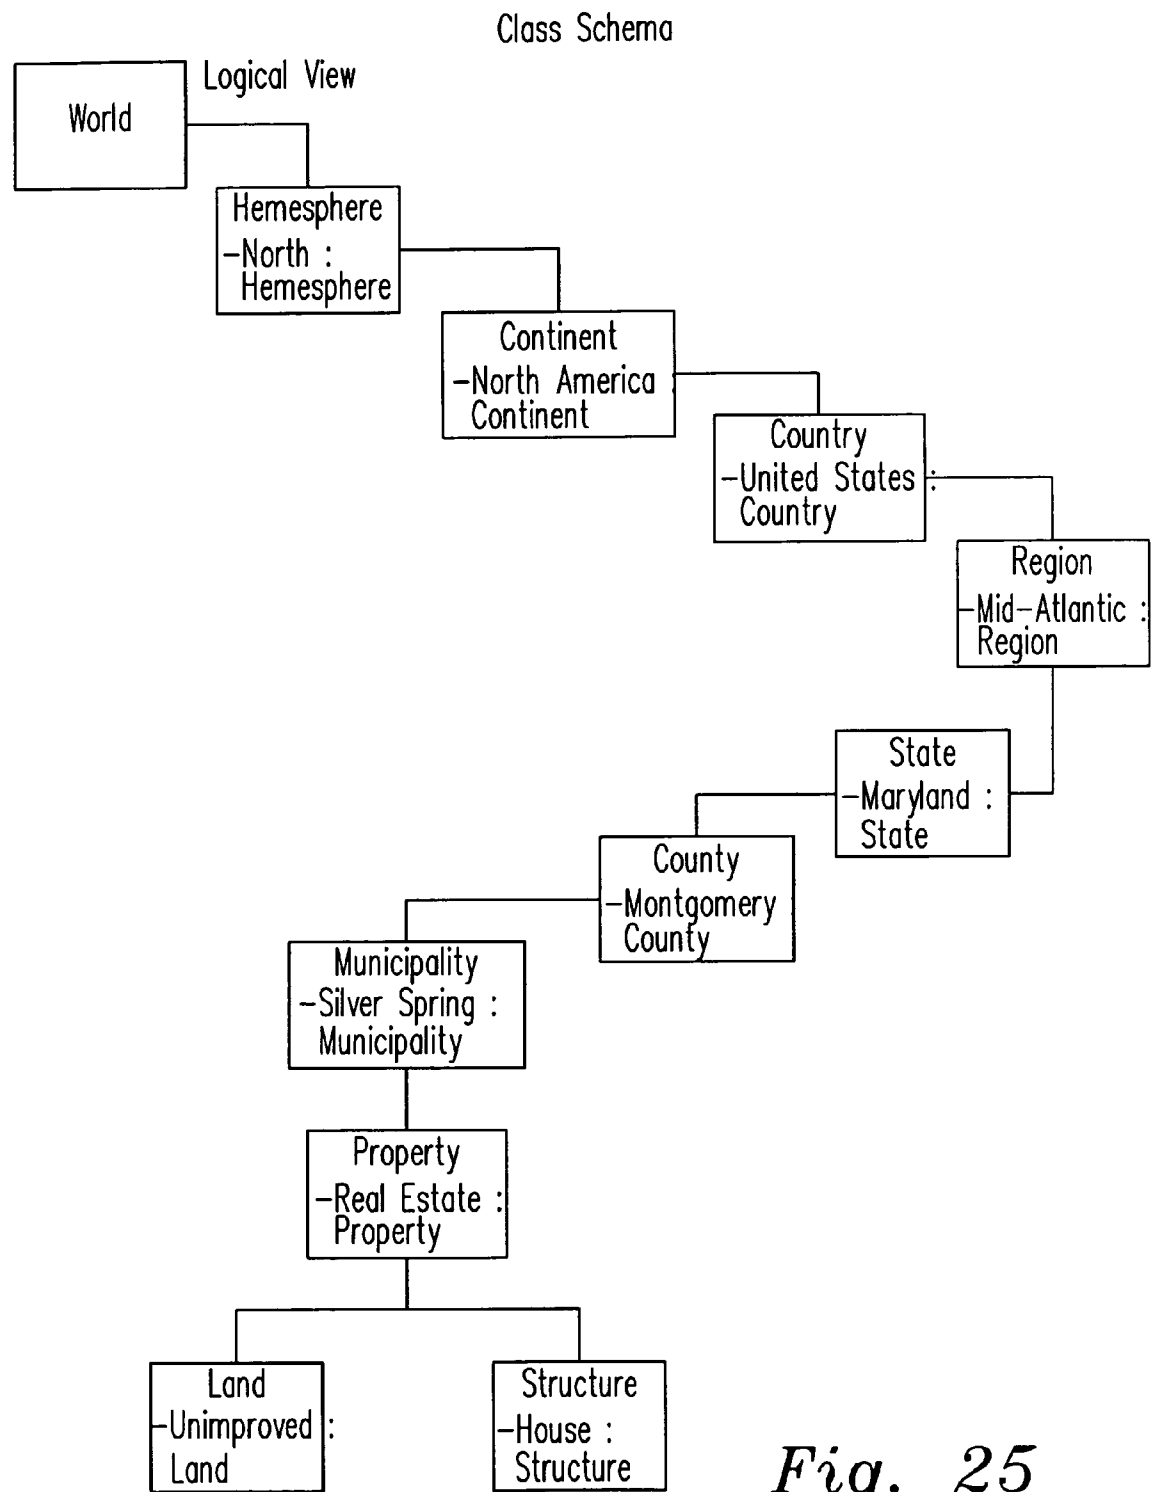 Class Schema
Logical View
World
Hemesphere
-North :
Hemesphere
Continent
-North America
Continent
Country
-United States :
Country
Region
-Mid-Atlantic :
Region
State
-Maryland :
State
County
-Montgomery
County
Municipality
-Silver Spring :
Municipality
Property
-Real Estate :
Property
Land
-Unimproved :
Land
Structure
-House :
Structure
Fig. 25